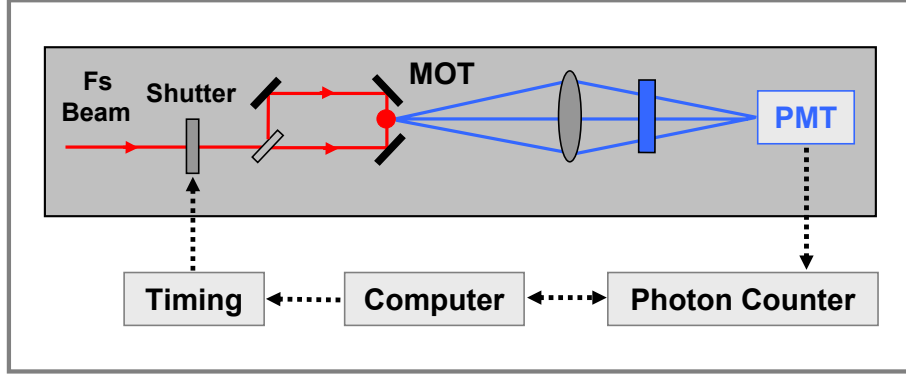 Fs
Beam
Shutter
MOT
PMT
Timing
Computer
Photon Counter